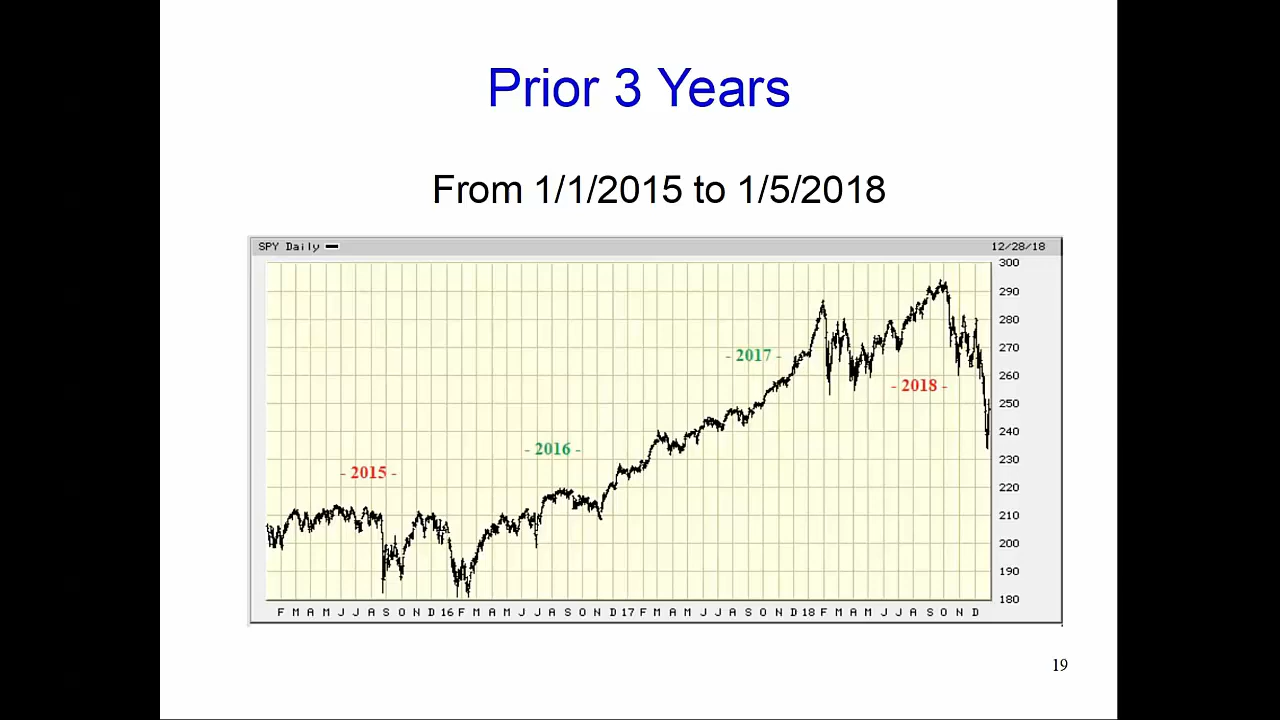 Prior 3 Years
From 1/1/2015 to 1/5/2018
SPY Daily
12/28/18
300
290
280
270
260
250
240
230
220
210
200
190
180
- 2015 -
- 2016 -
- 2017 -
- 2018 -
F M A M J J A S O N D 16 F M A M J J A S O N D 17 F M A M J J A S O N D 18 F M A M J J A S O N D
19